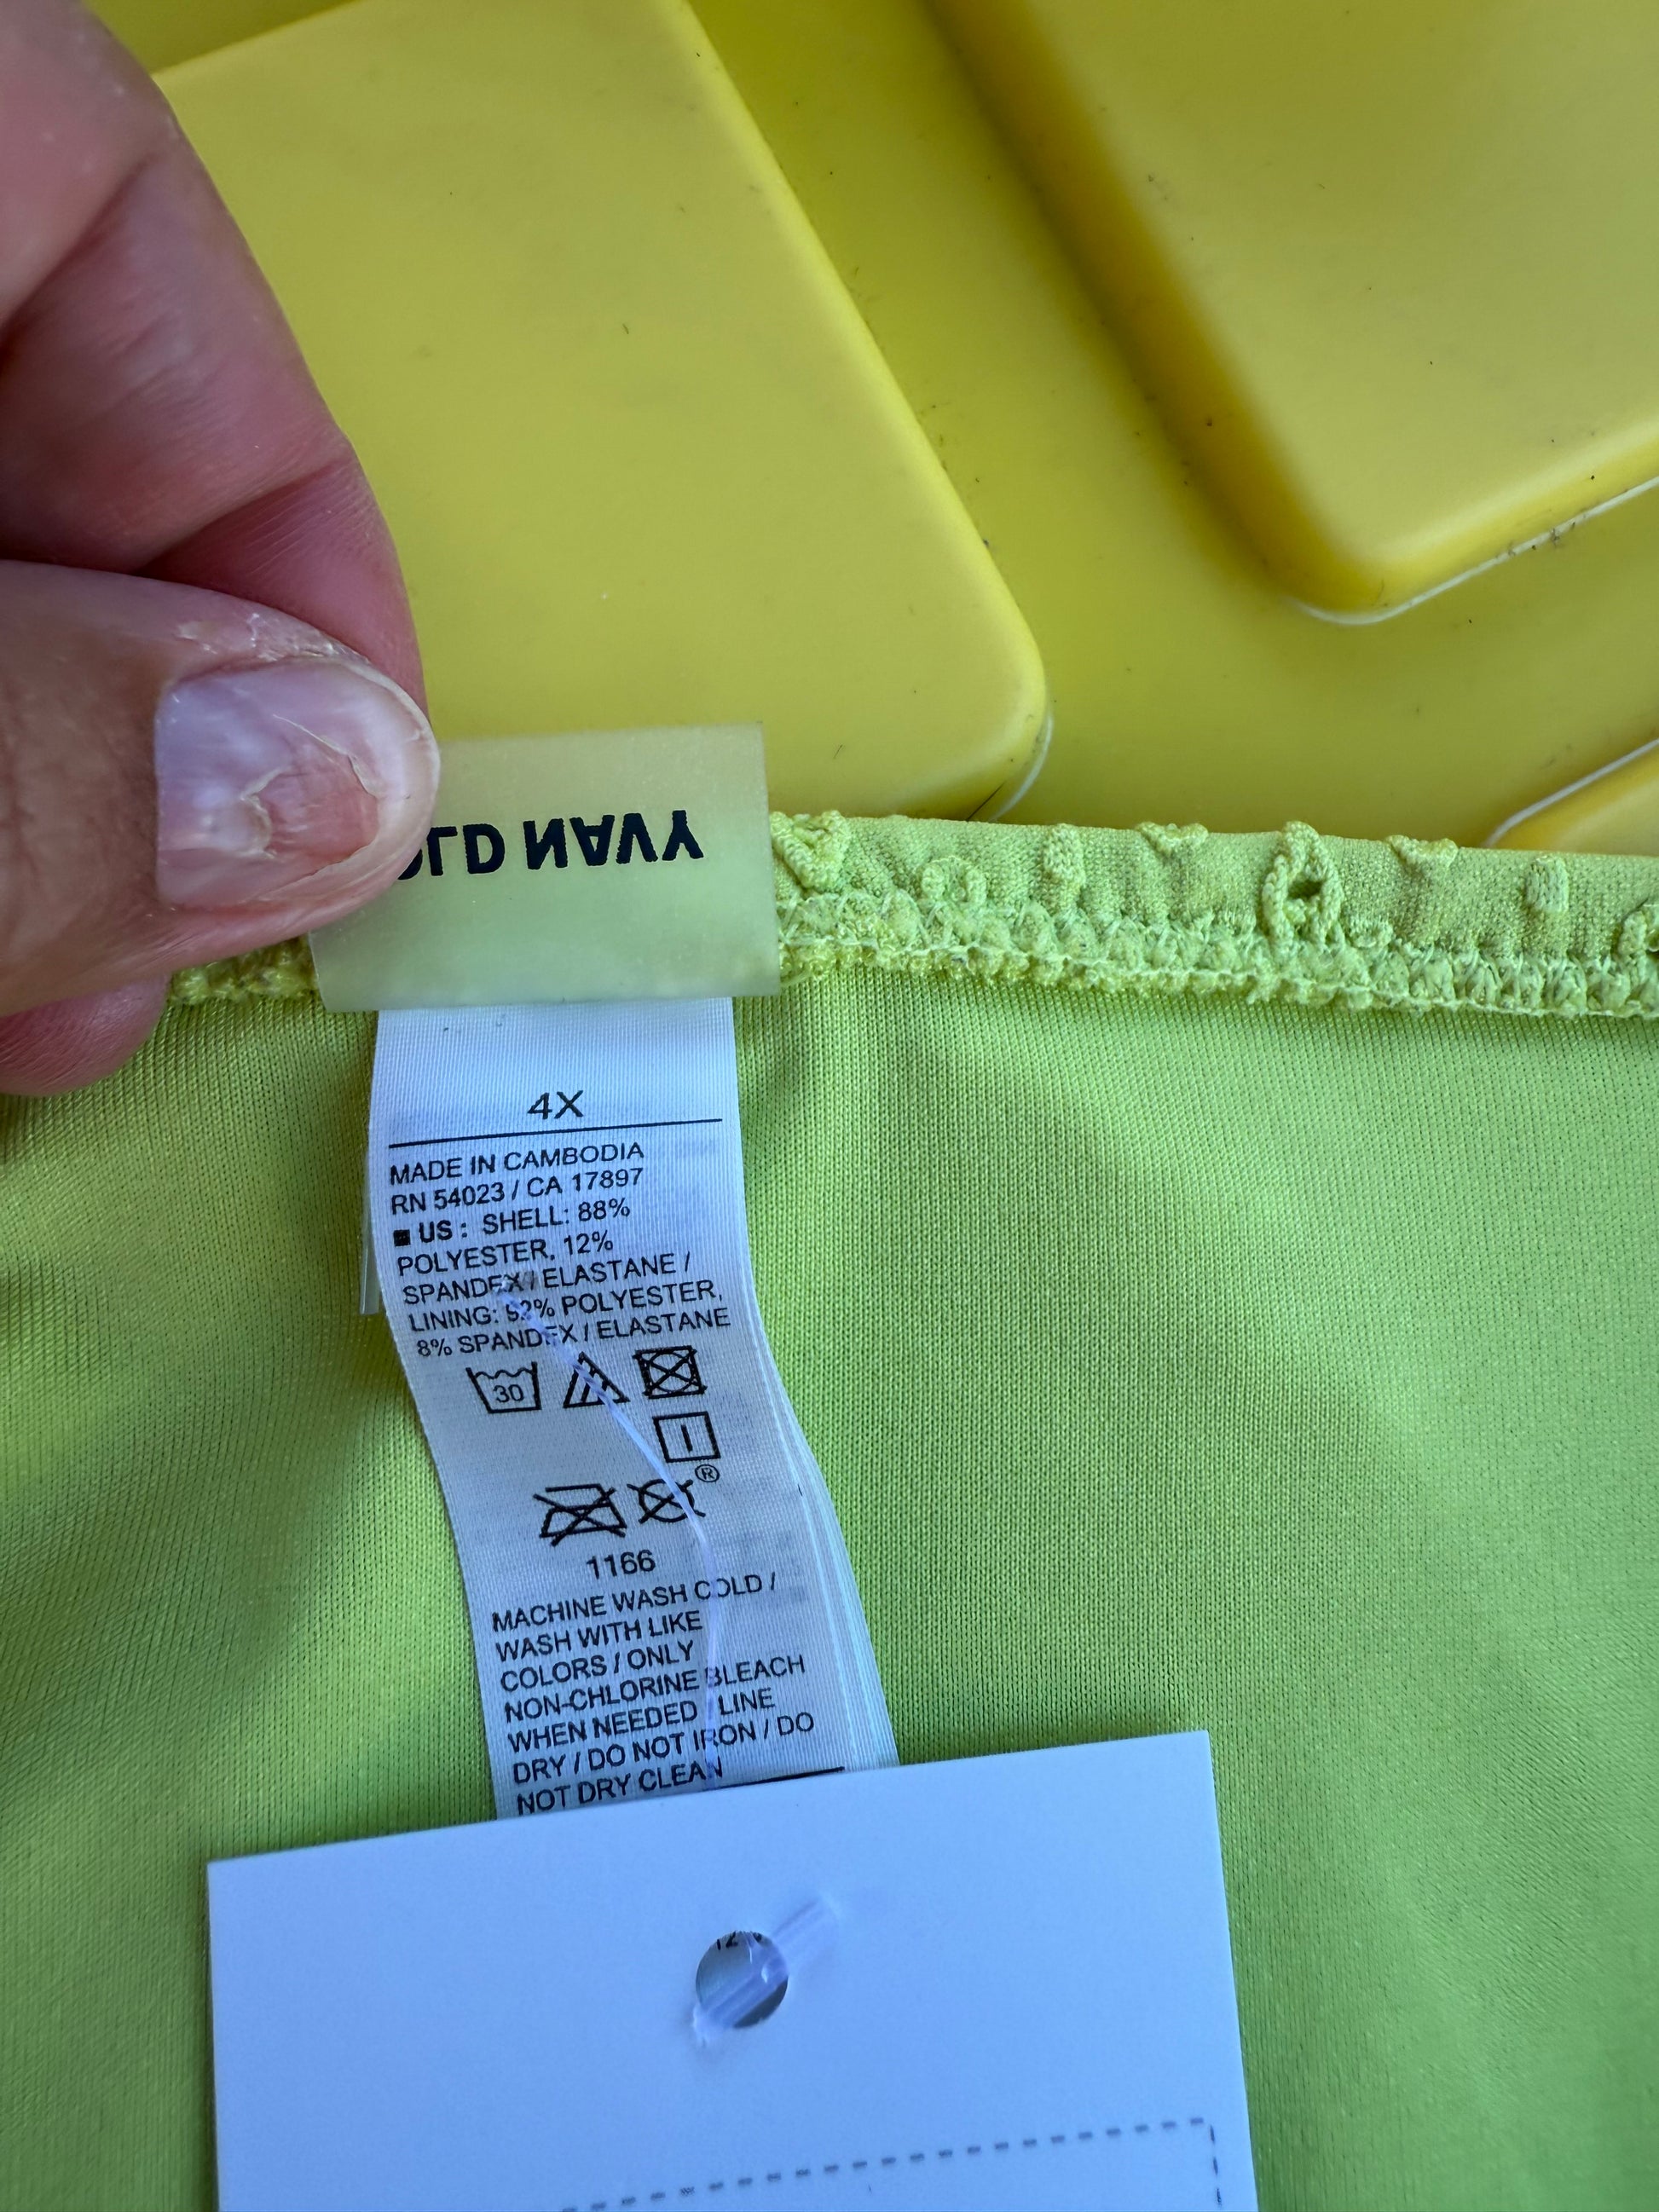 OLD NAVY
4X
MADE IN CAMBODIA
RN 54023 / CA 17897
■ US : SHELL: 88%
POLYESTER, 12%
SPANDEX / ELASTANE /
LINING: 92% POLYESTER,
8% SPANDEX / ELASTANE
30
®
1166
MACHINE WASH COLD /
WASH WITH LIKE
COLORS / ONLY
NON-CHLORINE BLEACH
WHEN NEEDED / LINE
DRY / DO NOT IRON / DO
NOT DRY CLEAN